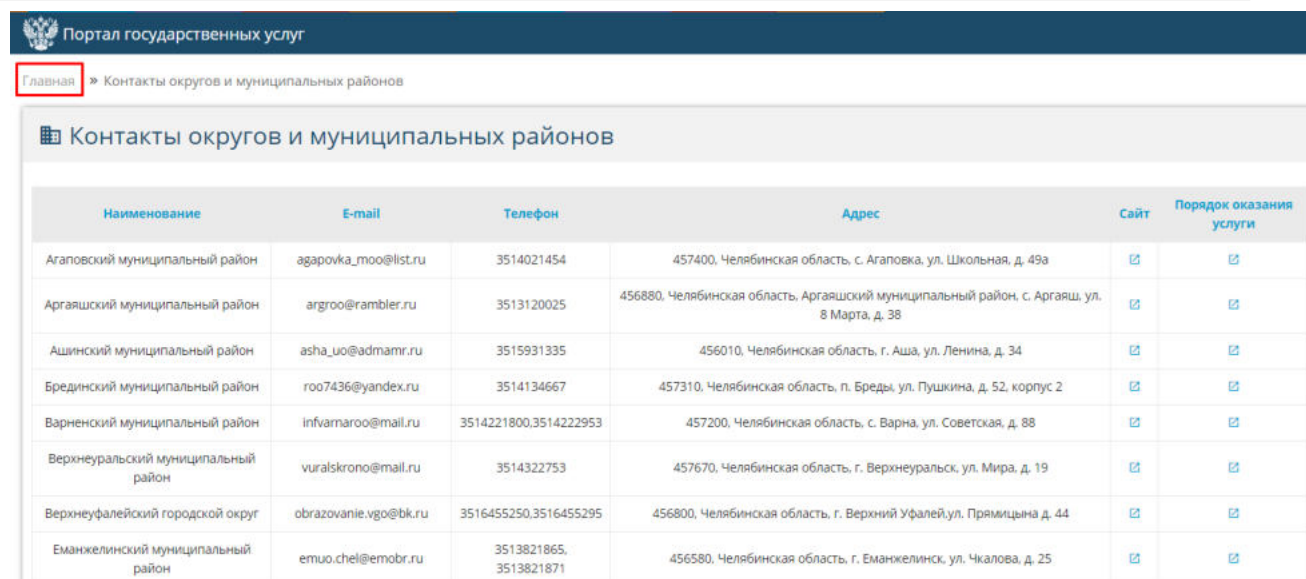 Портал государственных услуг
Главная » Контакты округов и муниципальных районов
Контакты округов и муниципальных районов
Наименование E-mail Телефон Адрес Сайт Порядок оказания
услуги
Агаповский муниципальный район agapovka_moo@list.ru 3514021454 457400, Челябинская область, с. Агаповка, ул. Школьная, д. 49а
Аргаяшский муниципальный район argroo@rambler.ru 3513120025 456880, Челябинская область, Аргаяшский муниципальный район, с. Аргаяш, ул.
8 Марта, д. 38
Ашинский муниципальный район asha_uo@admamr.ru 3515931335 456010, Челябинская область, г. Аша, ул. Ленина, д. 34
Брединский муниципальный район roo7436@yandex.ru 3514134667 457310, Челябинская область, п. Бреды, ул. Пушкина, д. 52, корпус 2
Варненский муниципальный район infvarnaroo@mail.ru 3514221800,3514222953 457200, Челябинская область, с. Варна, ул. Советская, д. 88
Верхнеуральский муниципальный
район vuralskrono@mail.ru 3514322753 457670, Челябинская область, г. Верхнеуральск, ул. Мира, д. 19
Верхнеуфалейский городской округ obrazovanie.vgo@bk.ru 3516455250,3516455295 456800, Челябинская область, г. Верхний Уфалей,ул. Прямицына д. 44
Еманжелинский муниципальный
район emuo.chel@emobr.ru 3513821865,
3513821871 456580, Челябинская область, г. Еманжелинск, ул. Чкалова, д. 25